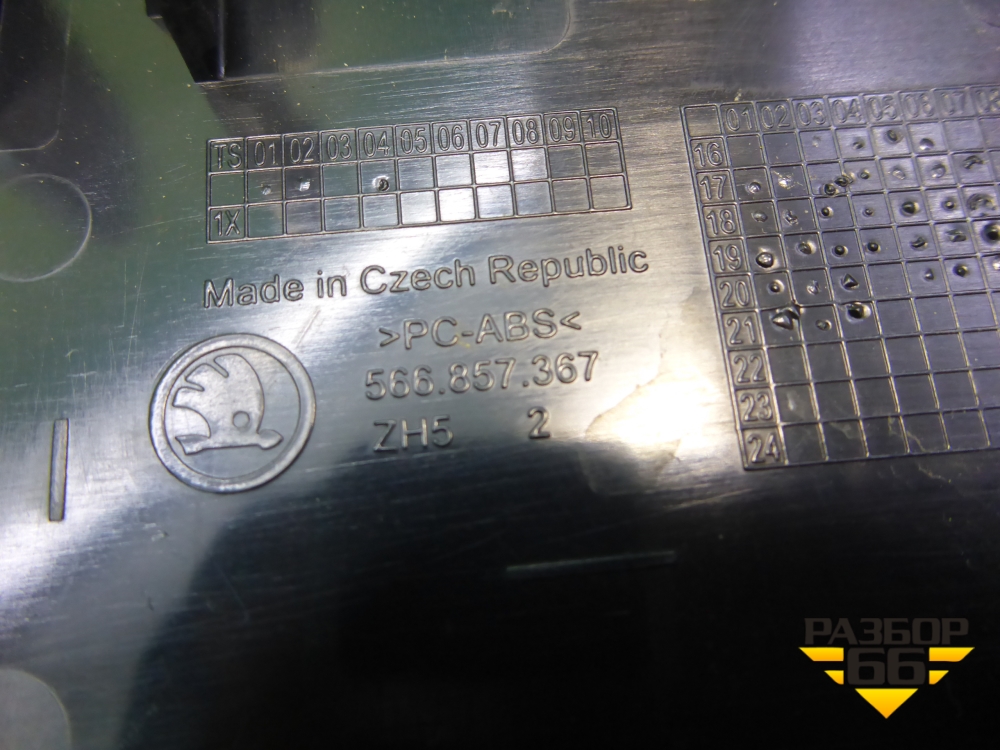 TS 01 02 03 04 05 06 07 08 09 10
1X
01 02 03 04 05 06 07 08
16
17
18
19
20
21
22
23
24
Made in Czech Republic
>PC-ABS<
566.857.367
ZH5 2
РАЗБОР
66